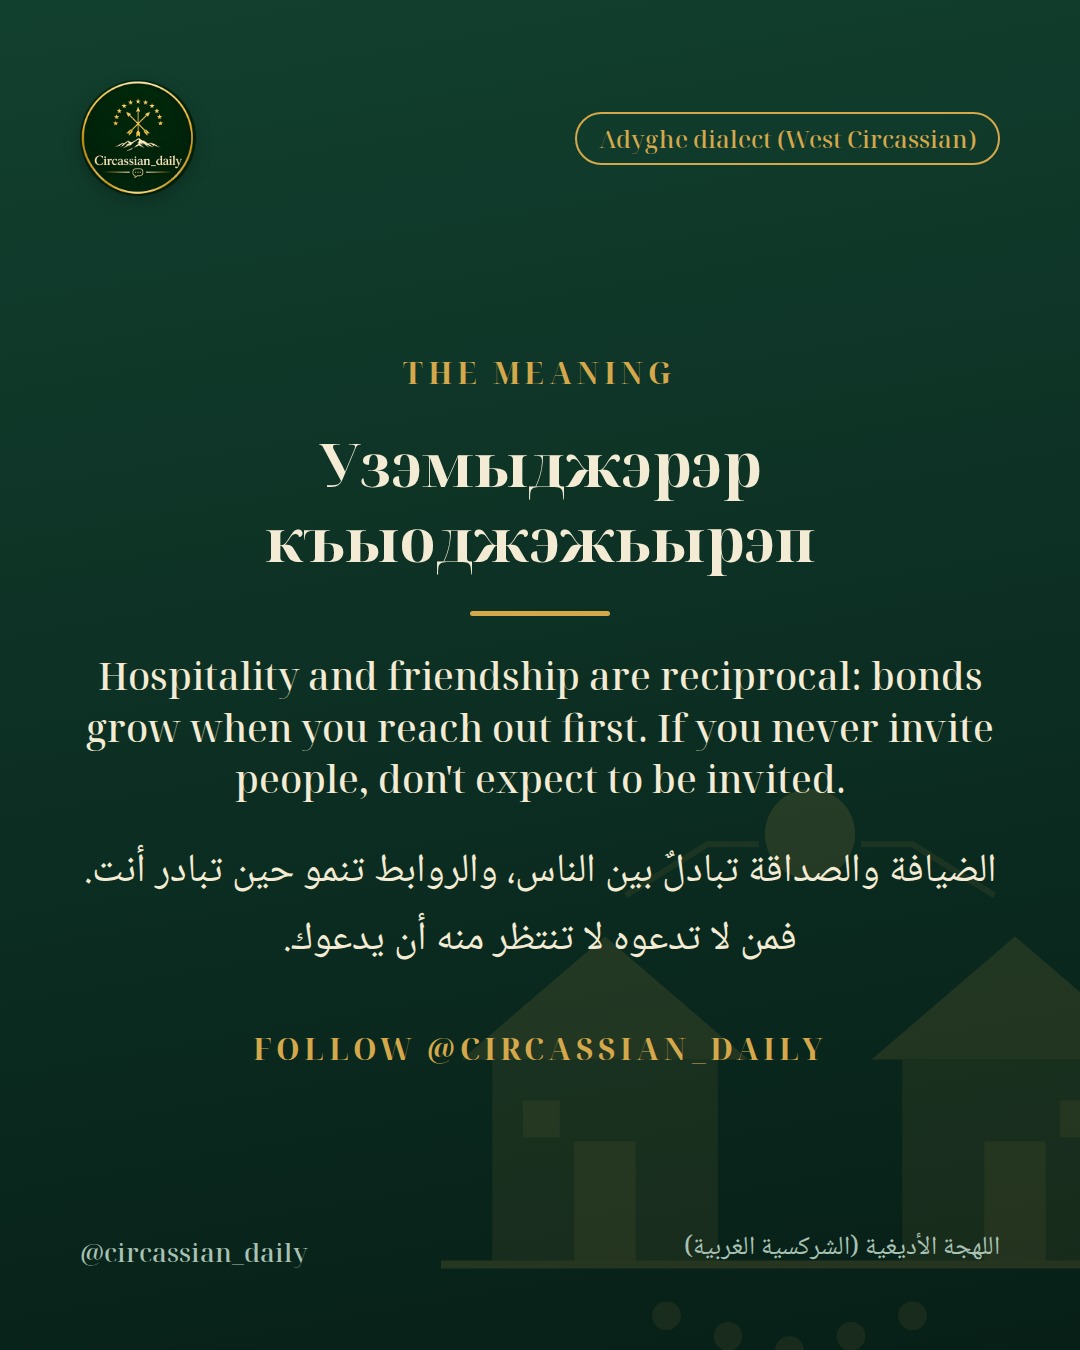 Circassian_daily
Adyghe dialect (West Circassian)
THE MEANING
Узэмыджэрэр
къыоджэжьырэп
Hospitality and friendship are reciprocal: bonds
grow when you reach out first. If you never invite
people, don't expect to be invited.
الضيافة والصداقة تبادلٌ بين الناس، والروابط تنمو حين تبادر أنت.
فمن لا تدعوه لا تنتظر منه أن يدعوك.
FOLLOW @CIRCASSIAN_DAILY
@circassian_daily
اللهجة الأديغية (الشركسية الغربية)